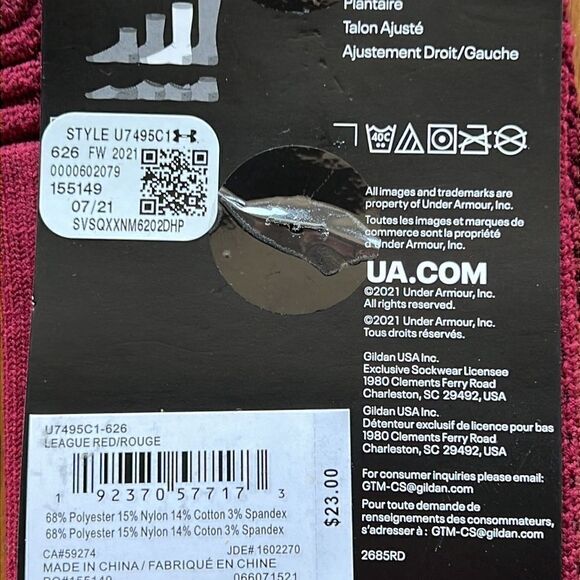 Plantaire
Talon Ajusté
Ajustement Droit/Gauche
STYLE U7495C1
626 FW 2021
0000602079
155149
07/21
SVSQXXNM6202DHP
40C
All images and trademarks are
property of Under Armour, Inc.
Toutes les images et marques de
commerce sont la propriété
d'Under Armour, Inc.
UA.COM
©2021 Under Armour, Inc.
All rights reserved.
©2021 Under Armour, Inc.
Tous droits réservés.
Gildan USA Inc.
Exclusive Sockwear Licensee
1980 Clements Ferry Road
Charleston, SC 29492, USA
Gildan USA Inc.
Détenteur exclusif de licence pour bas
1980 Clements Ferry Road
Charleston, SC 29492, USA
For consumer inquiries please email:
GTM-CS@gildan.com
Pour toute demande de
renseignements des consommateurs,
s'adresser à : GTM-CS@gildan.com
2685RD
U7495C1-626
LEAGUE RED/ROUGE
1 92370 57717 3
$23.00
68% Polyester 15% Nylon 14% Cotton 3% Spandex
68% Polyester 15% Nylon 14% Coton 3% Spandex
CA#59274 JDE# 1602270
MADE IN CHINA / FABRIQUÉ EN CHINE
PO#155149 066071521